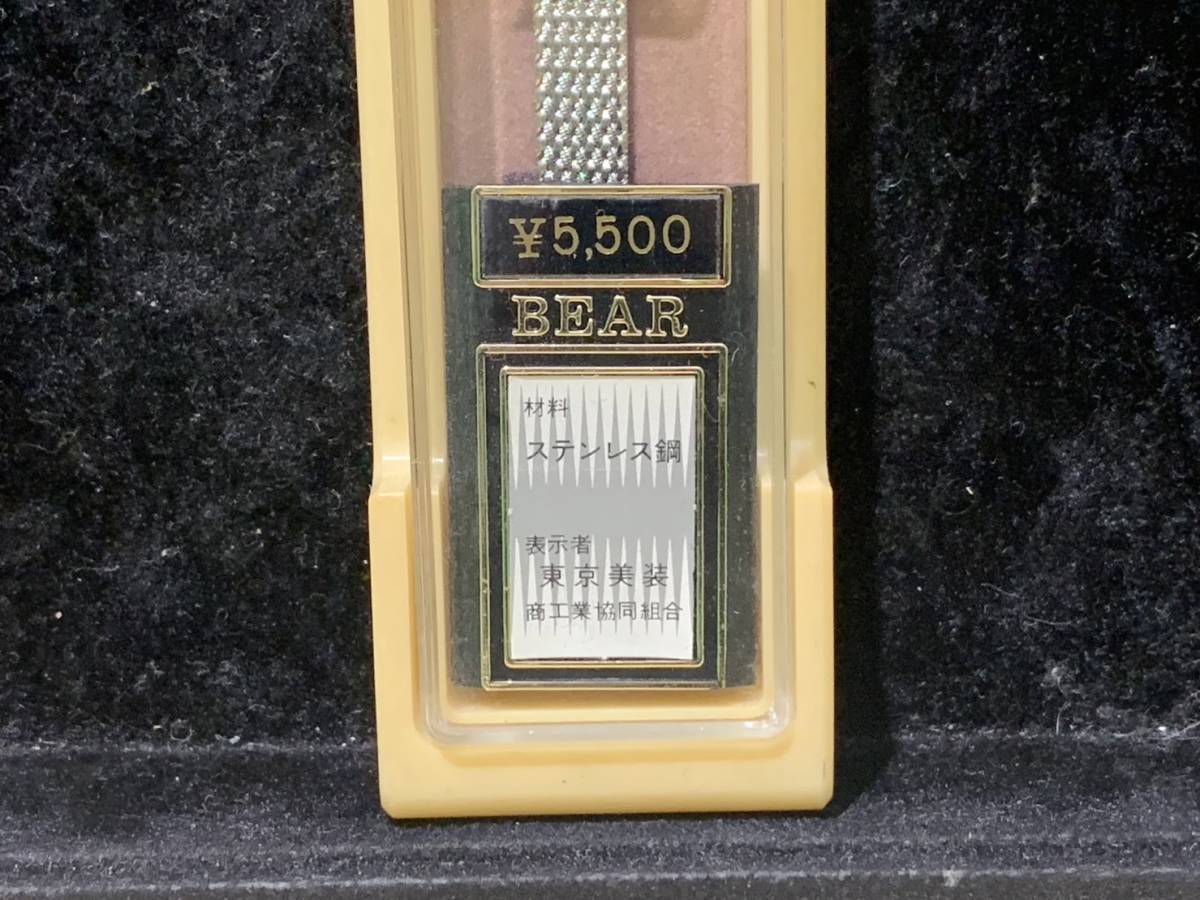 ¥5,500
BEAR
材料
ステンレス鋼
表示者
東京美装
商工業協同組合